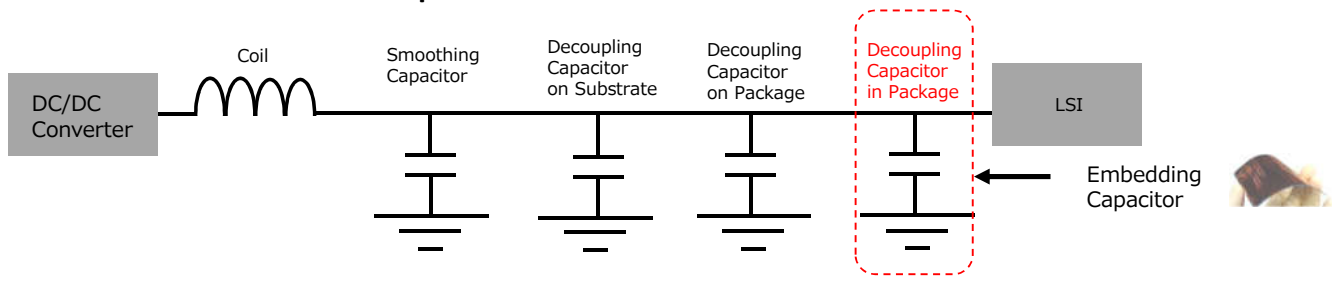 Coil
Smoothing
Capacitor
Decoupling
Capacitor
on Substrate
Decoupling
Capacitor
on Package
Decoupling
Capacitor
in Package
DC/DC
Converter
LSI
Embedding
Capacitor